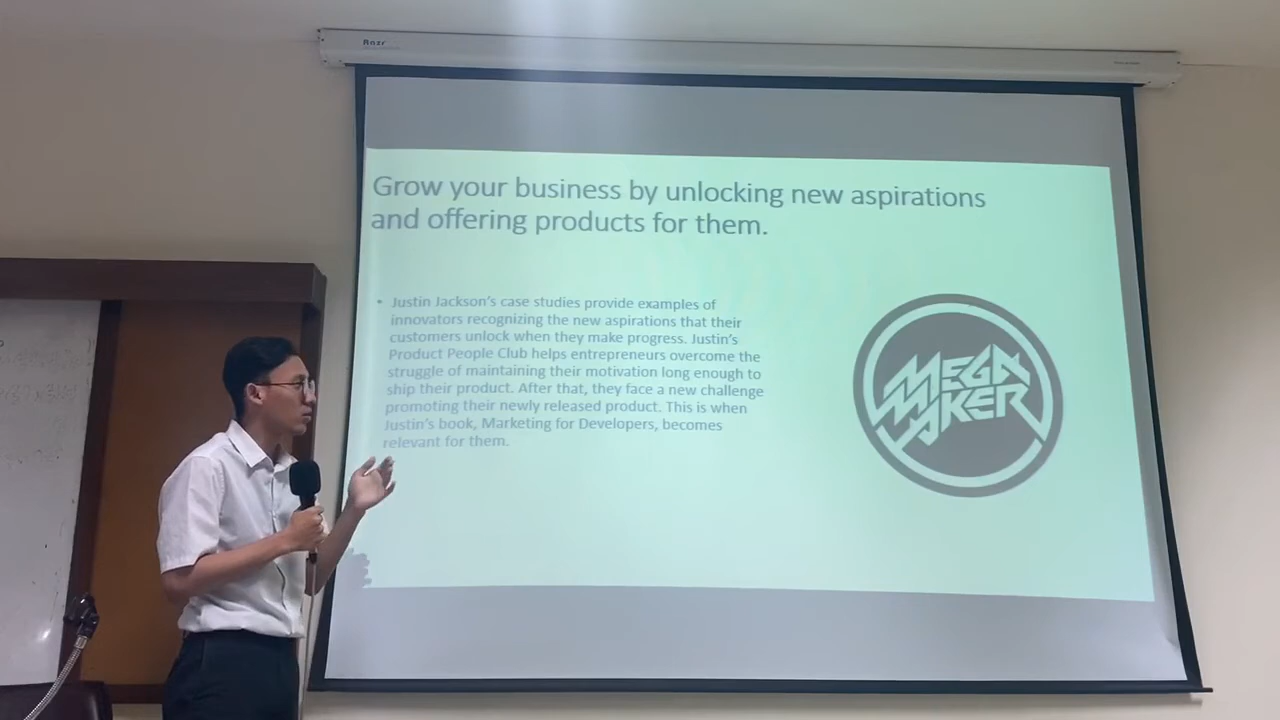 Anzr
Grow your business by unlocking new aspirations
and offering products for them.
• Justin Jackson's case studies provide examples of
innovators recognizing the new aspirations that their
customers unlock when they make progress. Justin's
Product People Club helps entrepreneurs overcome the
struggle of maintaining their motivation long enough to
ship their product. After that, they face a new challenge
promoting their newly released product. This is when
Justin's book, Marketing for Developers, becomes
relevant for them.
MEGA
MAKER